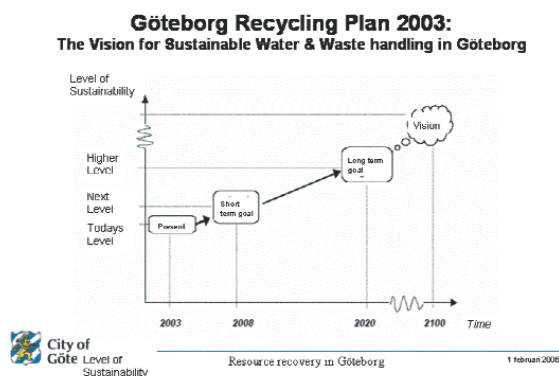 Göteborg Recycling Plan 2003:
The Vision for Sustainable Water & Waste handling in Göteborg
Level of
Sustainability
Vision
Higher
Level
Long term
goal
Next
Level
Short
term goal
Todays
Level
Present
2003
2008
2020
2100
Time
City of
Göte
Level of
Sustainability
Resource recovery in Göteborg
1 februari 2006